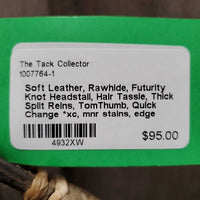 The Tack Collector
1007764-1
Soft Leather, Rawhide, Futurity
Knot Headstall, Hair Tassle, Thick
Split Reins, TomThumb, Quick
Change *xc, mnr stains, edge
4932XW
$95.00